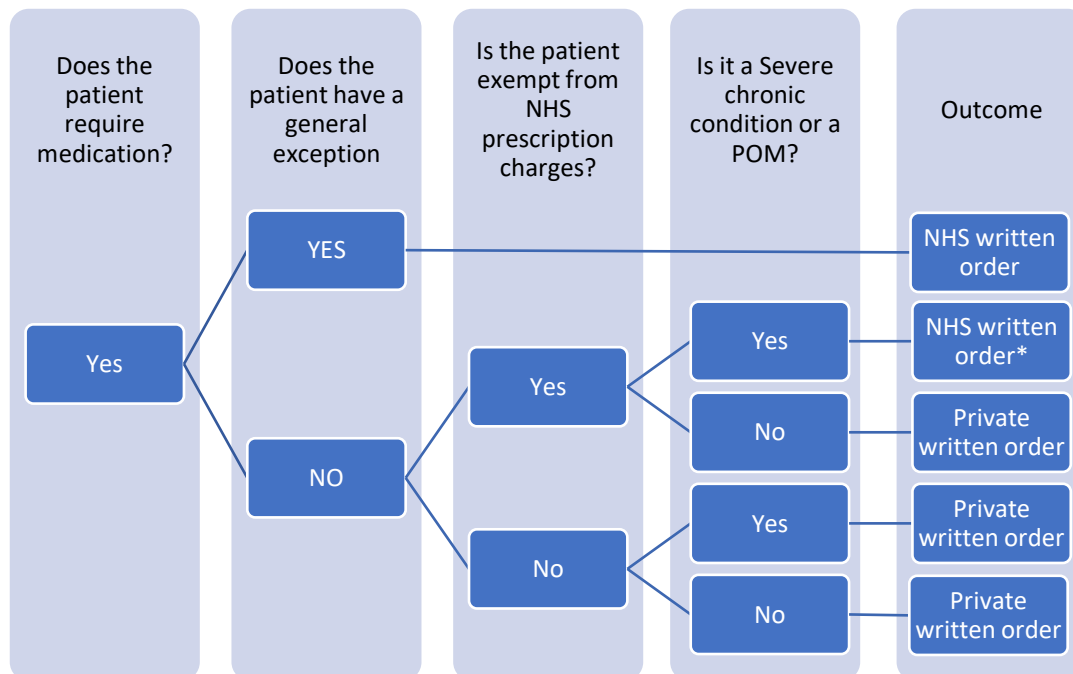 Does the
patient
require
medication?
Does the
patient have a
general
exception
Is the patient
exempt from
NHS
prescription
charges?
Is it a Severe
chronic
condition or a
POM?
Outcome
Yes
YES
NO
Yes
No
Yes
No
Yes
No
NHS written
order
NHS written
order*
Private
written order
Private
written order
Private
written order